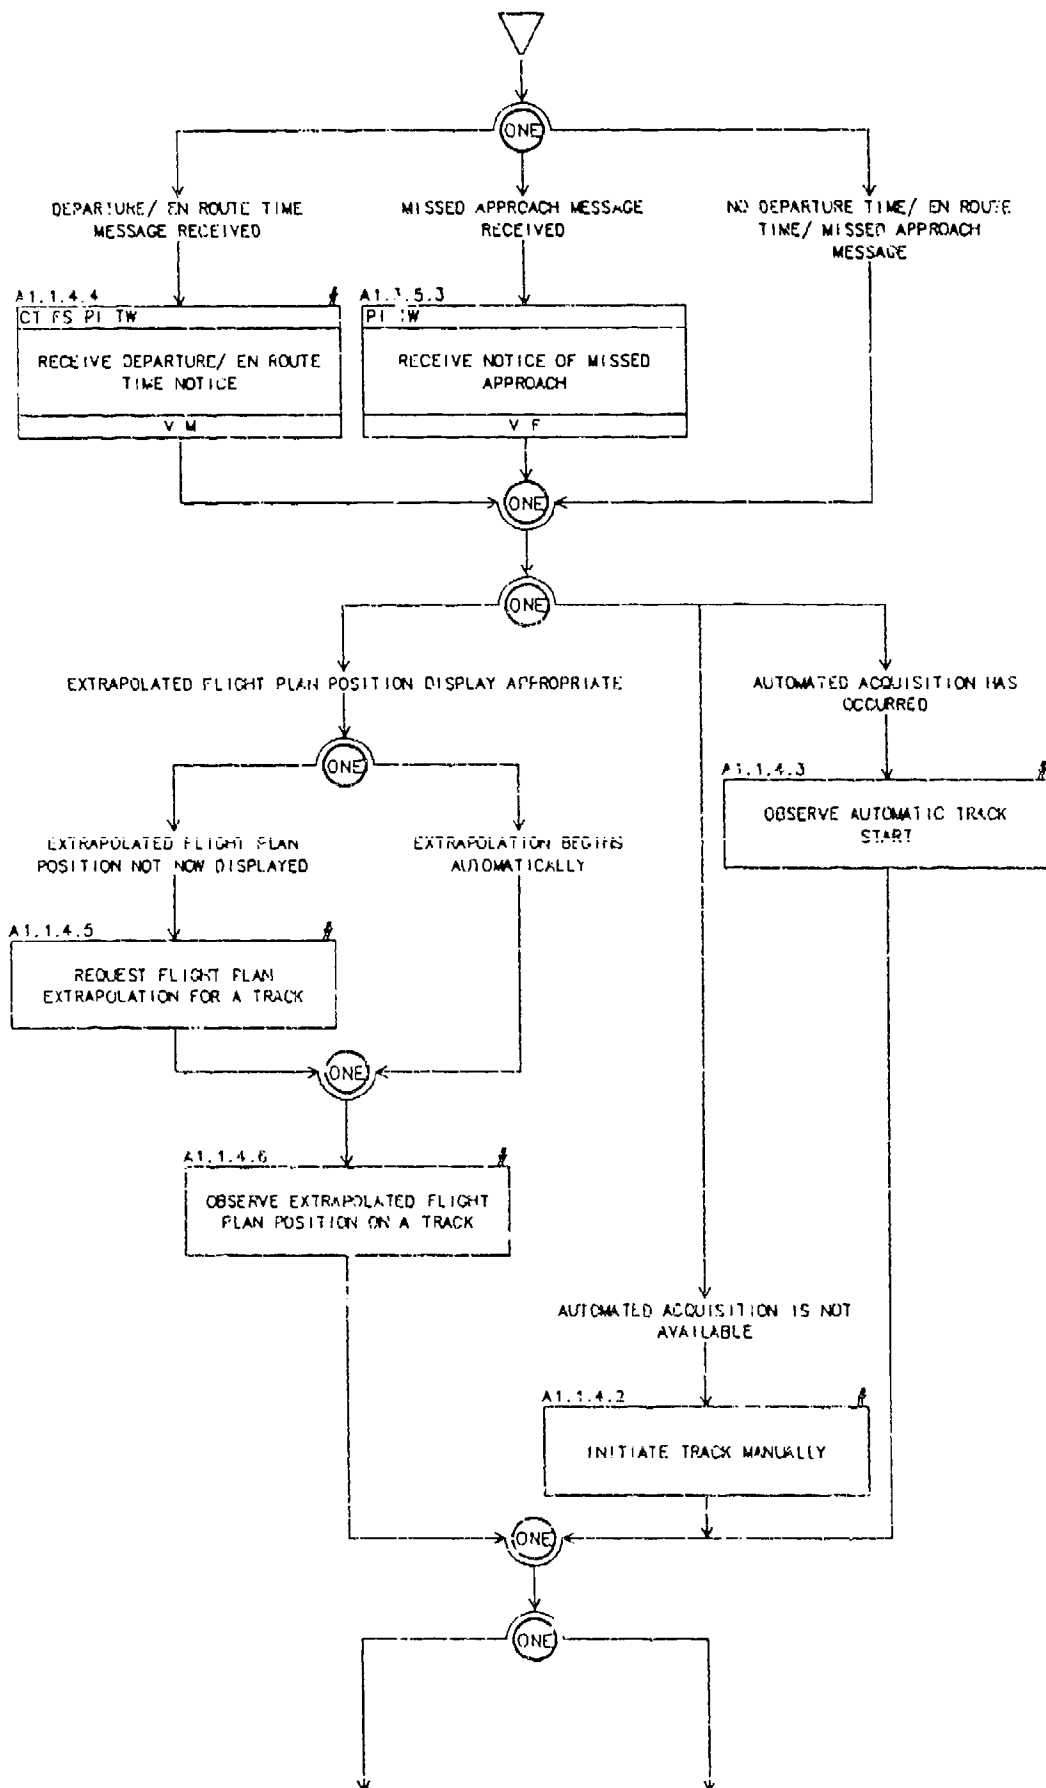 ONE
DEPARTURE/ EN ROUTE TIME
MESSAGE RECEIVED
MISSED APPROACH MESSAGE
RECEIVED
NO DEPARTURE TIME/ EN ROUTE
TIME/ MISSED APPROACH
MESSAGE
A1.1.4.4
CT FS PI TW
RECEIVE DEPARTURE/ EN ROUTE
TIME NOTICE
V M
A1.3.5.3
PI TW
RECEIVE NOTICE OF MISSED
APPROACH
V F
ONE
ONE
EXTRAPOLATED FLIGHT PLAN POSITION DISPLAY APPROPRIATE
AUTOMATED ACQUISITION HAS
OCCURRED
ONE
A1.1.4.3
OBSERVE AUTOMATIC TRACK
START
EXTRAPOLATED FLIGHT PLAN
POSITION NOT NOW DISPLAYED
EXTRAPOLATION BEGINS
AUTOMATICALLY
A1.1.4.5
REQUEST FLIGHT PLAN
EXTRAPOLATION FOR A TRACK
ONE
A1.1.4.6
OBSERVE EXTRAPOLATED FLIGHT
PLAN POSITION ON A TRACK
AUTOMATED ACQUISITION IS NOT
AVAILABLE
A1.1.4.2
INITIATE TRACK MANUALLY
ONE
ONE